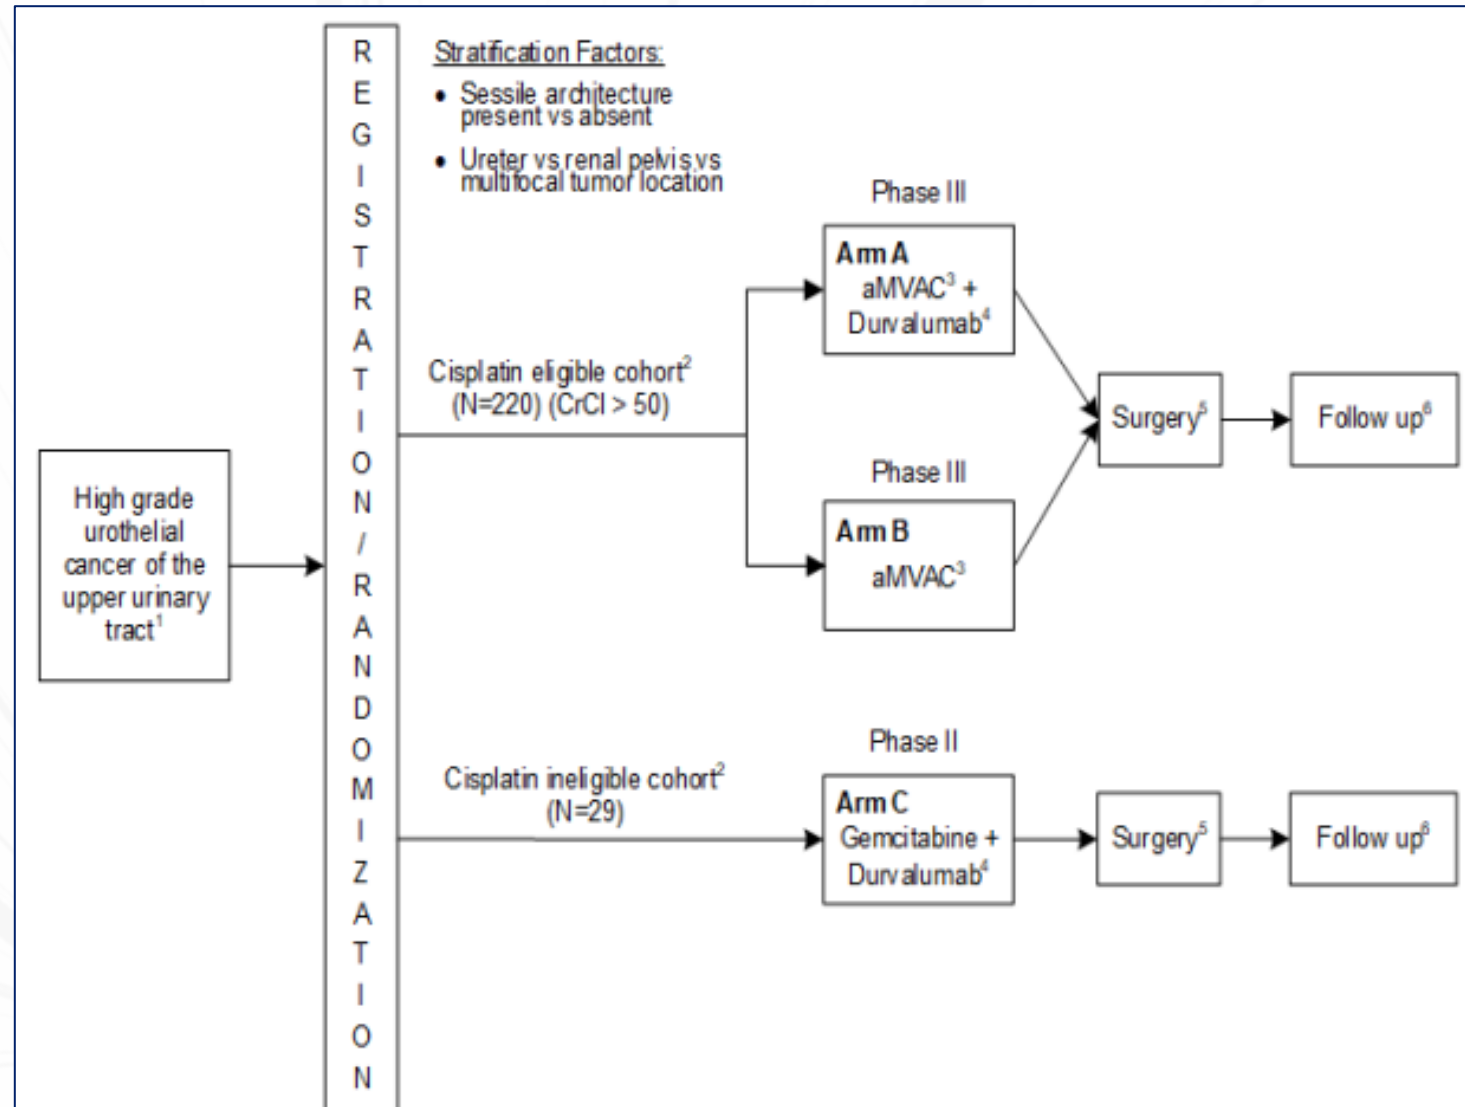 High grade
urothelial
cancer of the
upper urinary
tract¹
R
E
G
I
S
T
R
A
T
I
O
N
/
R
A
N
D
O
M
I
Z
A
T
I
O
N
Stratification Factors:
• Sessile architecture
present vs absent
• Ureter vs renal pelvis vs
multifocal tumor location
Cisplatin eligible cohort²
(N=220) (CrCl > 50)
Phase III
Arm A
aMVAC³ +
Durvalumab⁴
Phase III
Arm B
aMVAC³
Surgery⁵
Follow up⁶
Cisplatin ineligible cohort²
(N=29)
Phase II
Arm C
Gemcitabine +
Durvalumab⁴
Surgery⁵
Follow up⁶